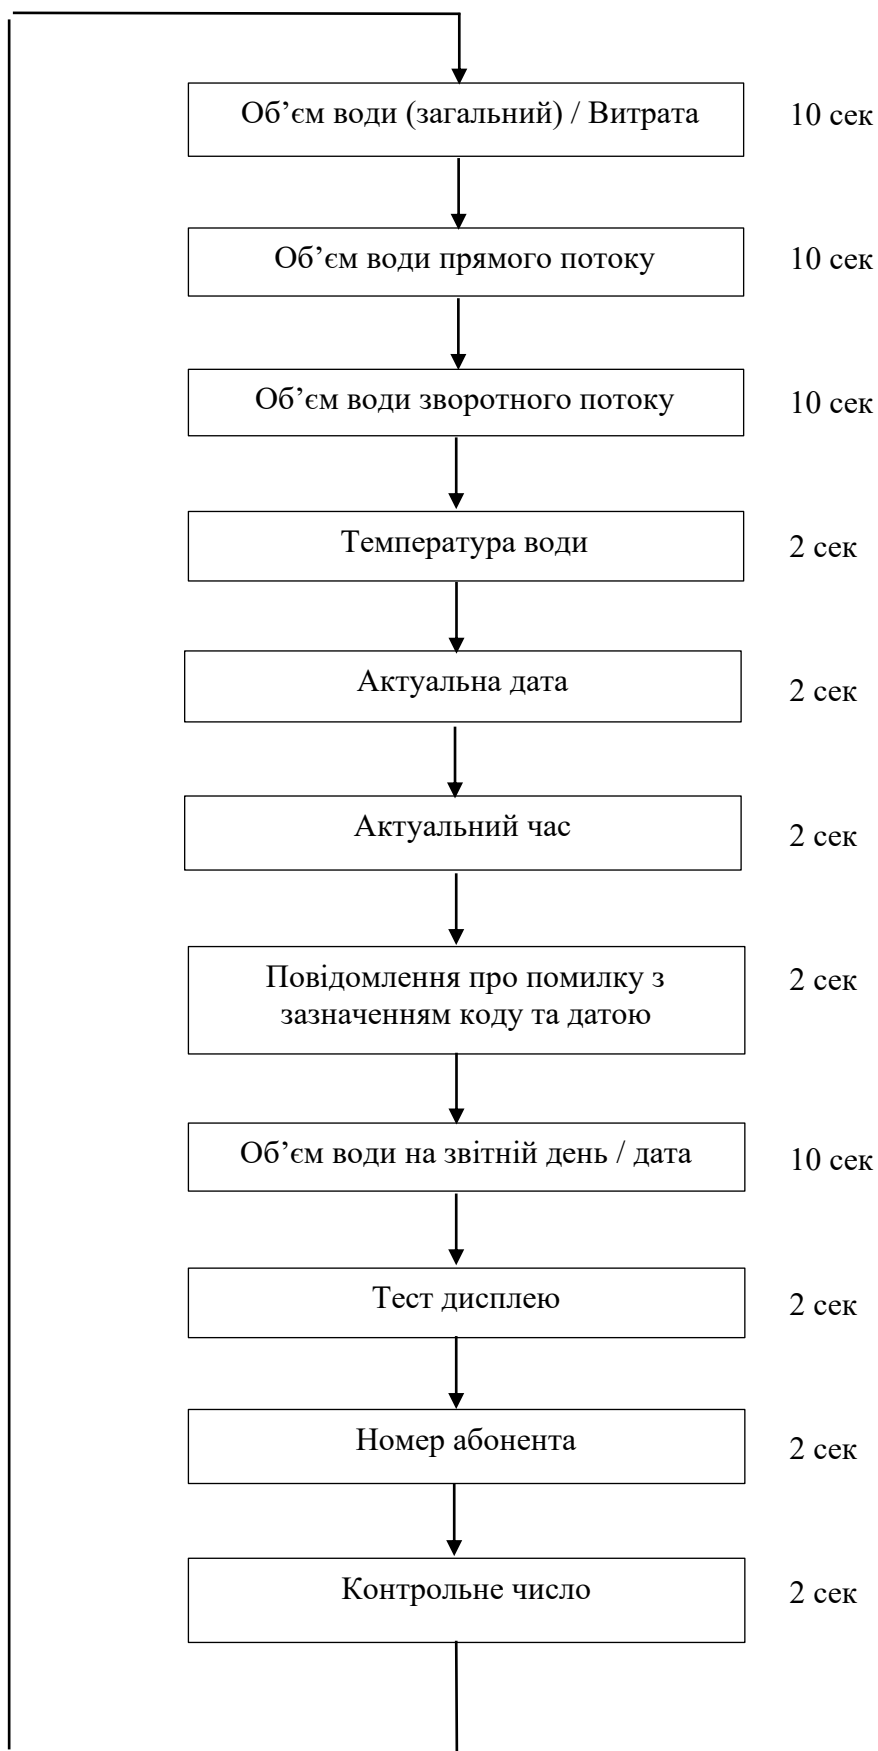 Об’єм води (загальний) / Витрата 10 сек
Об’єм води прямого потоку 10 сек
Об’єм води зворотного потоку 10 сек
Температура води 2 сек
Актуальна дата 2 сек
Актуальний час 2 сек
Повідомлення про помилку з 2 сек
зазначенням коду та датою
Об’єм води на звітній день / дата 10 сек
Тест дисплею 2 сек
Номер абонента 2 сек
Контрольне число 2 сек